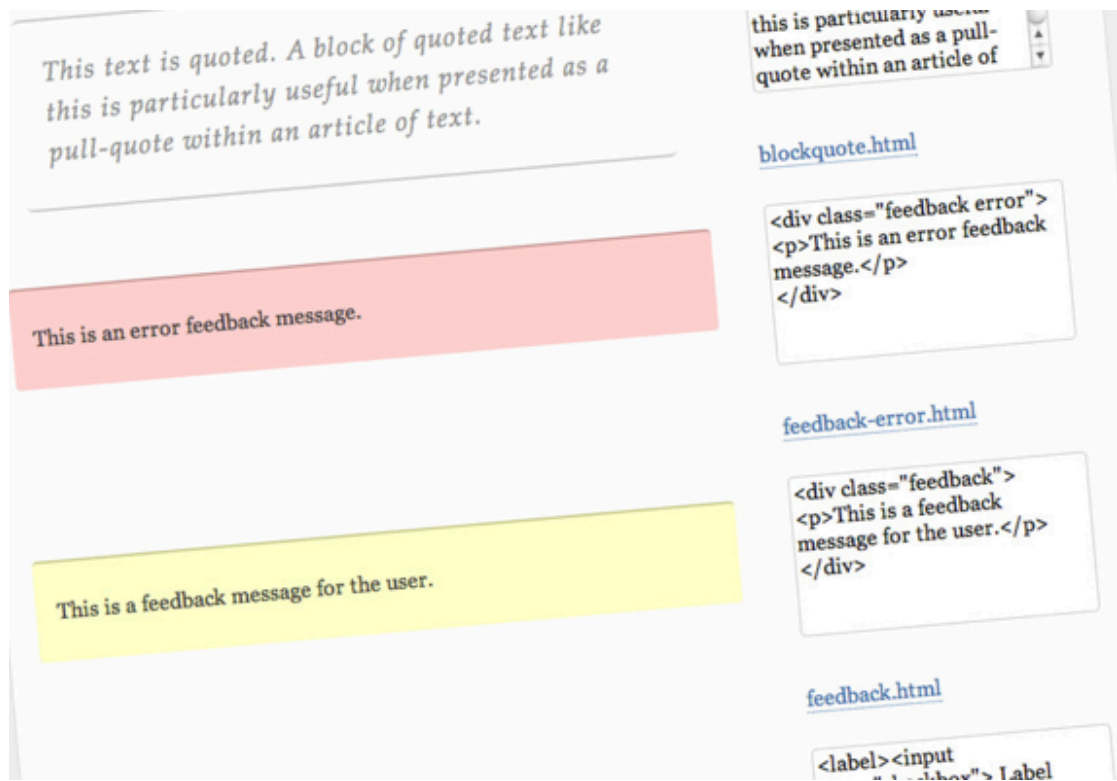 This text is quoted. A block of quoted text like
this is particularly useful when presented as a
pull-quote within an article of text.
this is particularly useful
when presented as a pull-
quote within an article of
blockquote.html
This is an error feedback message.
<div class="feedback error">
<p>This is an error feedback
message.</p>
</div>
feedback-error.html
This is a feedback message for the user.
<div class="feedback">
<p>This is a feedback
message for the user.</p>
</div>
feedback.html
<label><input
Label